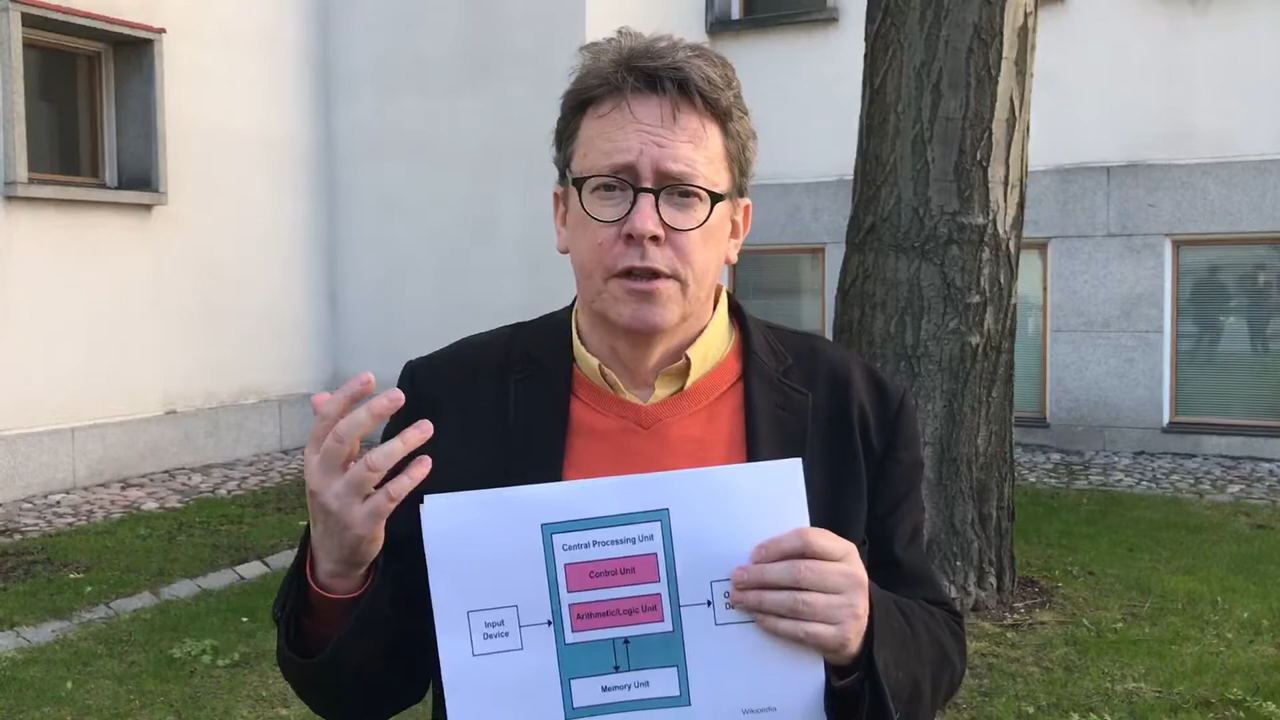 Central Processing Unit
Control Unit
Arithmetic/Logic Unit
Input
Device
Memory Unit
Wikipedia